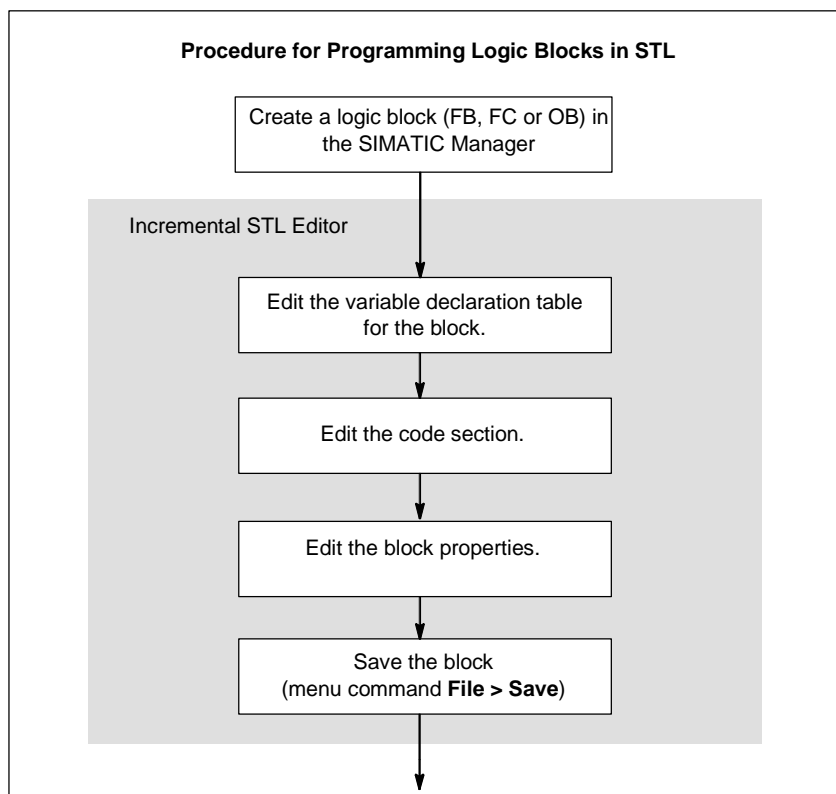 Procedure for Programming Logic Blocks in STL
Create a logic block (FB, FC or OB) in
the SIMATIC Manager
Incremental STL Editor
Edit the variable declaration table
for the block.
Edit the code section.
Edit the block properties.
Save the block
(menu command File > Save)